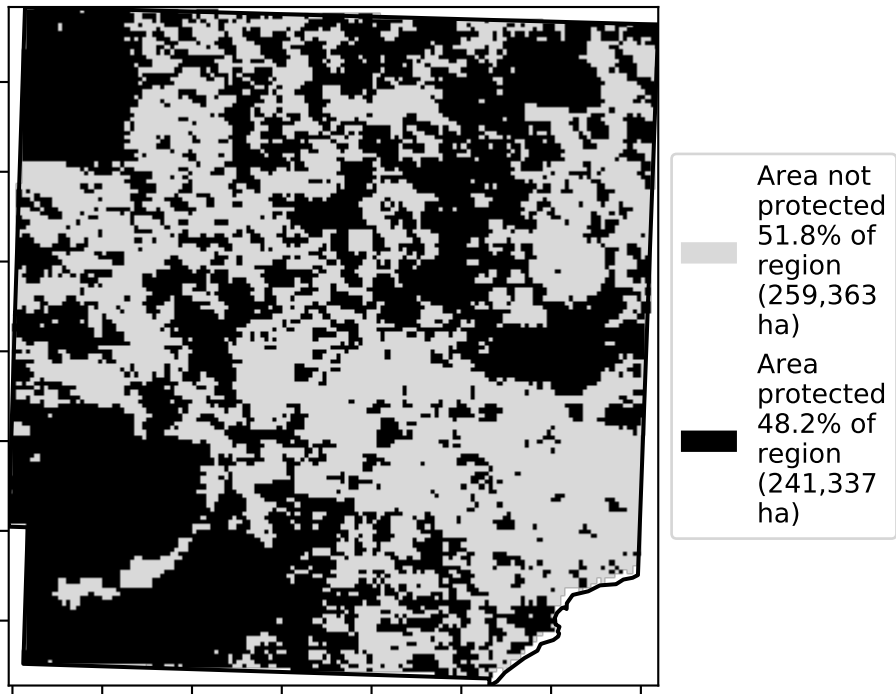 Area not
protected
51.8% of
region
(259,363
ha)
Area
protected
48.2% of
region
(241,337
ha)